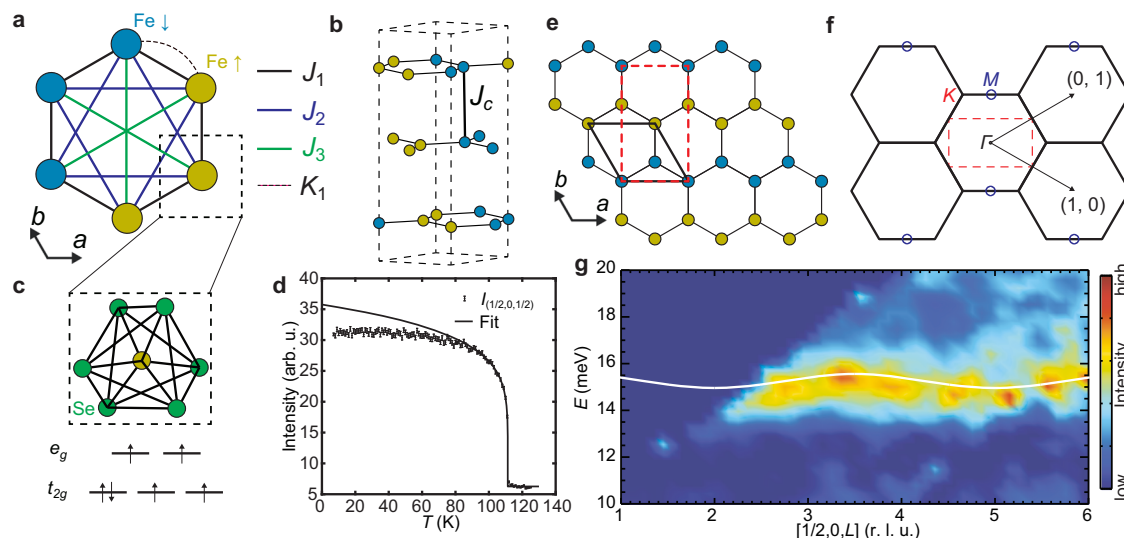 a
Fe ↓
Fe ↑
J1
J2
J3
K1
b
a
b
Jc
c
Se
eg
t2g
d
I(1/2,0,1/2)
Fit
Intensity (arb. u.)
40
35
30
25
20
15
10
5
0
20
40
60
80
100
120
140
T (K)
e
b
a
f
K
M
Γ
(0, 1)
(1, 0)
g
E (meV)
20
18
16
14
12
10
1
2
3
4
5
6
[1/2,0,L] (r. l. u.)
high
Intensity
low